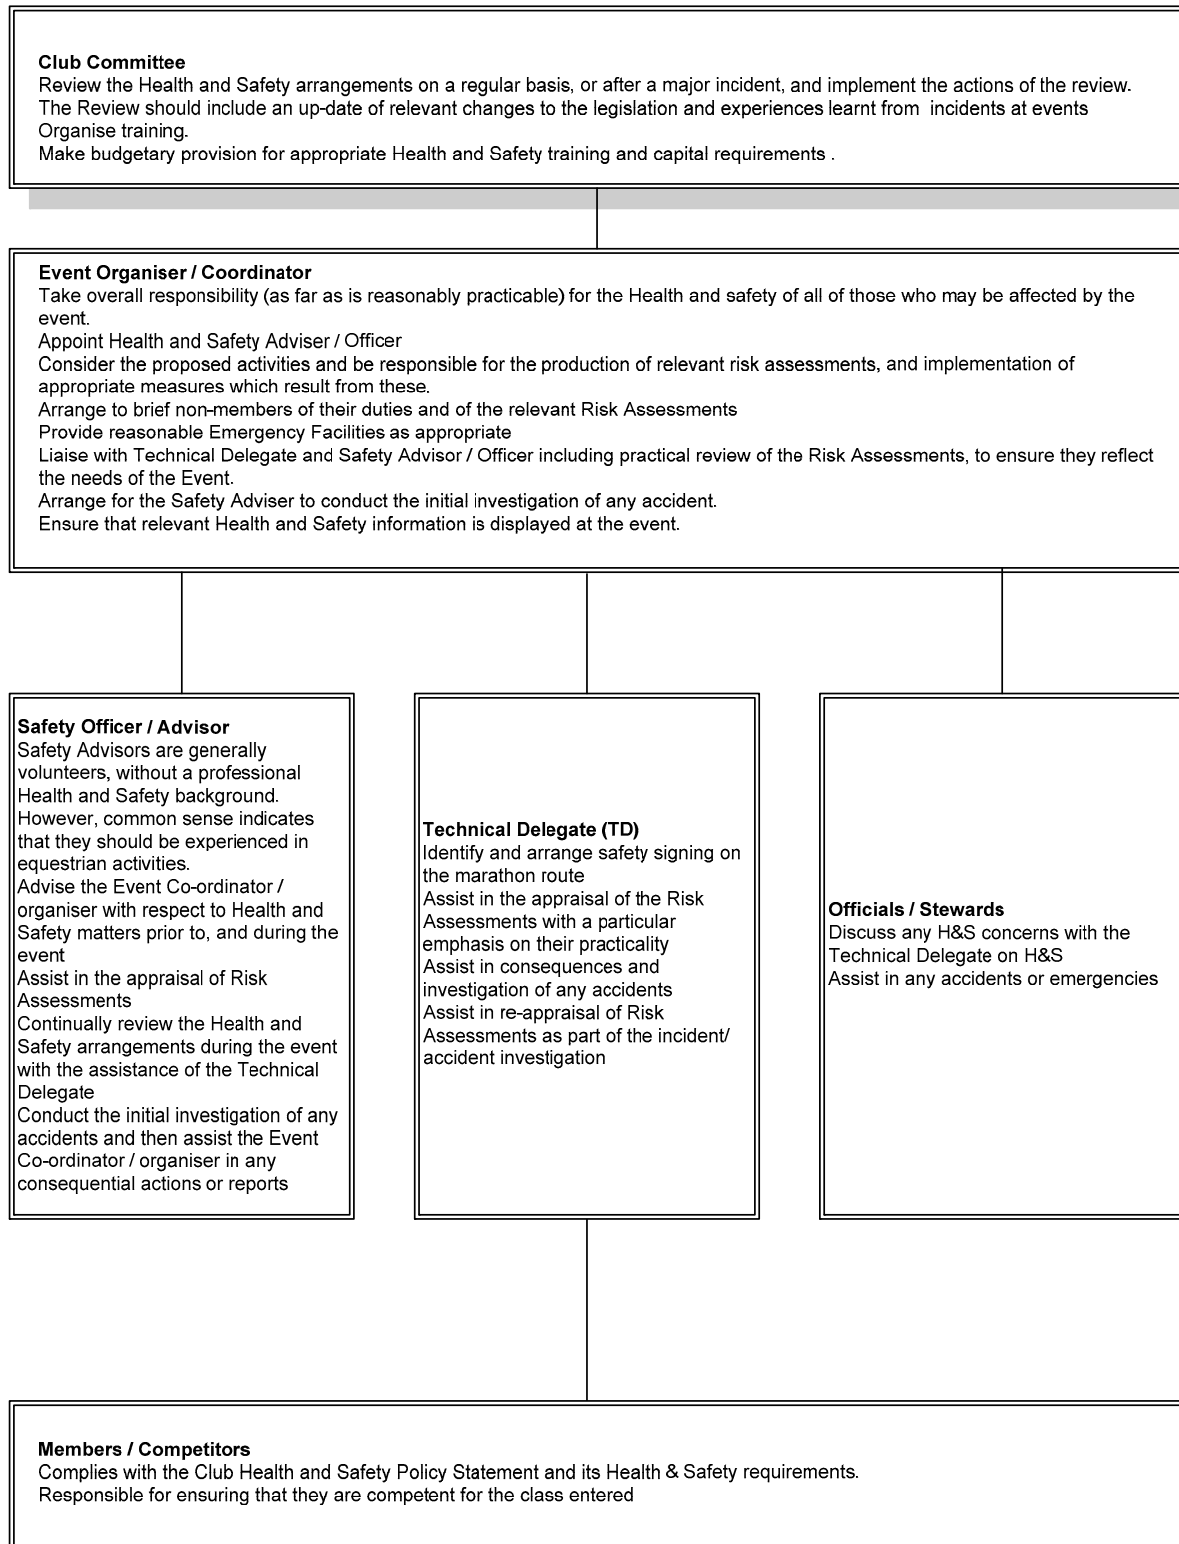 Club Committee
Review the Health and Safety arrangements on a regular basis, or after a major incident, and implement the actions of the review.
The Review should include an up-date of relevant changes to the legislation and experiences learnt from  incidents at events
Organise training.
Make budgetary provision for appropriate Health and Safety training and capital requirements .
Event Organiser / Coordinator
Take overall responsibility (as far as is reasonably practicable) for the Health and safety of all of those who may be affected by the
event.
Appoint Health and Safety Adviser / Officer
Consider the proposed activities and be responsible for the production of relevant risk assessments, and implementation of
appropriate measures which result from these.
Arrange to brief non-members of their duties and of the relevant Risk Assessments
Provide reasonable Emergency Facilities as appropriate
Liaise with Technical Delegate and Safety Advisor / Officer including practical review of the Risk Assessments, to ensure they reflect
the needs of the Event.
Arrange for the Safety Adviser to conduct the initial investigation of any accident.
Ensure that relevant Health and Safety information is displayed at the event.
Safety Officer / Advisor
Safety Advisors are generally
volunteers, without a professional
Health and Safety background.
However, common sense indicates
that they should be experienced in
equestrian activities.
Advise the Event Co-ordinator /
organiser with respect to Health and
Safety matters prior to, and during the
event
Assist in the appraisal of Risk
Assessments
Continually review the Health and
Safety arrangements during the event
with the assistance of the Technical
Delegate
Conduct the initial investigation of any
accidents and then assist the Event
Co-ordinator / organiser in any
consequential actions or reports
Technical Delegate (TD)
Identify and arrange safety signing on
the marathon route
Assist in the appraisal of the Risk
Assessments with a particular
emphasis on their practicality
Assist in consequences and
investigation of any accidents
Assist in re-appraisal of Risk
Assessments as part of the incident/
accident investigation
Officials / Stewards
Discuss any H&S concerns with the
Technical Delegate on H&S
Assist in any accidents or emergencies
Members / Competitors
Complies with the Club Health and Safety Policy Statement and its Health & Safety requirements.
Responsible for ensuring that they are competent for the class entered